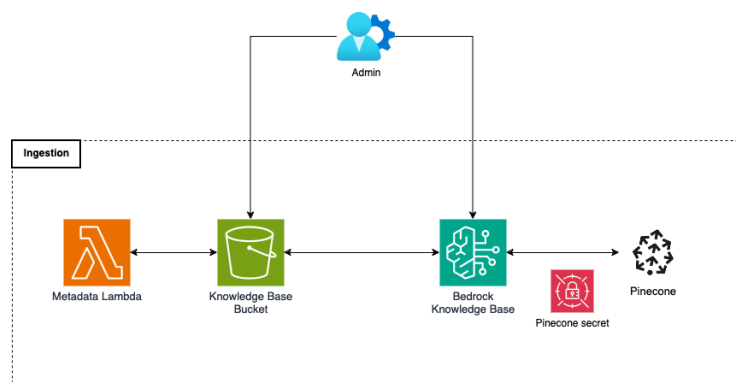 Admin
Ingestion
Metadata Lambda
Knowledge Base
Bucket
Bedrock
Knowledge Base
Pinecone
Pinecone secret